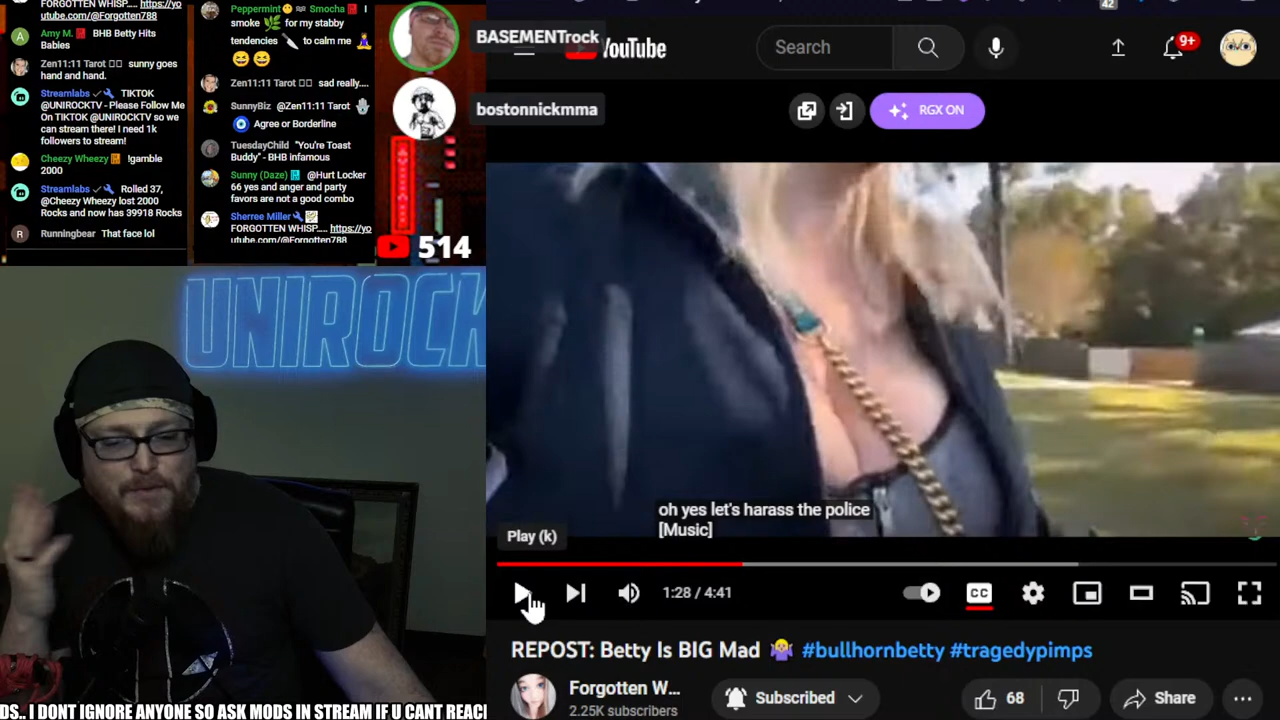 FORGOTTEN WHISP.... https://yo
utube.com/@Forgotten788
Amy M. BHB Betty Hits
Babies
Zen11:11 Tarot sunny goes
hand and hand.
Streamlabs TIKTOK
@UNIROCKTV - Please Follow Me
On TIKTOK @UNIROCKTV so we
can stream there! I need 1k
followers to stream!
Cheezy Wheezy !gamble
2000
Streamlabs Rolled 37,
@Cheezy Wheezy lost 2000
Rocks and now has 39918 Rocks
Runningbear That face lol
Peppermint Smocha I
smoke for my stabby
tendencies to calm me
Zen11:11 Tarot sad really....
SunnyBiz @Zen11:11 Tarot
Agree or Borderline
TuesdayChild "You're Toast
Buddy" - BHB infamous
Sunny (Daze) @Hurt Locker
66 yes and anger and party
favors are not a good combo
Sherree Miller
FORGOTTEN WHISP.... https://yo
utube.com/@Forgotten788
BASEMENTrock
bostonnickmma
514
UNIROCK
42
YouTube
Search
9+
RGX ON
oh yes let's harass the police
[Music]
Play (k)
1:28 / 4:41
CC
REPOST: Betty Is BIG Mad #bullhornbetty #tragedypimps
Forgotten W...
2.25K subscribers
Subscribed
68
Share
DS.. I DONT IGNORE ANYONE SO ASK MODS IN STREAM IF U CANT REACH